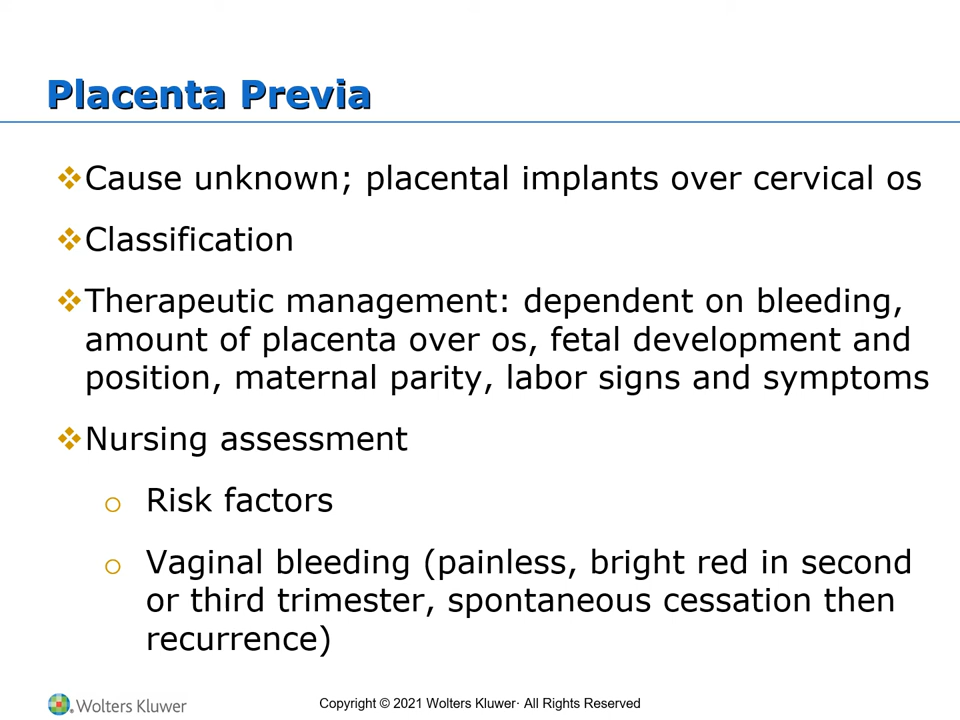 Placenta Previa
❖Cause unknown; placental implants over cervical os
❖Classification
❖Therapeutic management: dependent on bleeding,
amount of placenta over os, fetal development and
position, maternal parity, labor signs and symptoms
❖Nursing assessment
o Risk factors
o Vaginal bleeding (painless, bright red in second
or third trimester, spontaneous cessation then
recurrence)
Wolters Kluwer
Copyright © 2021 Wolters Kluwer· All Rights Reserved